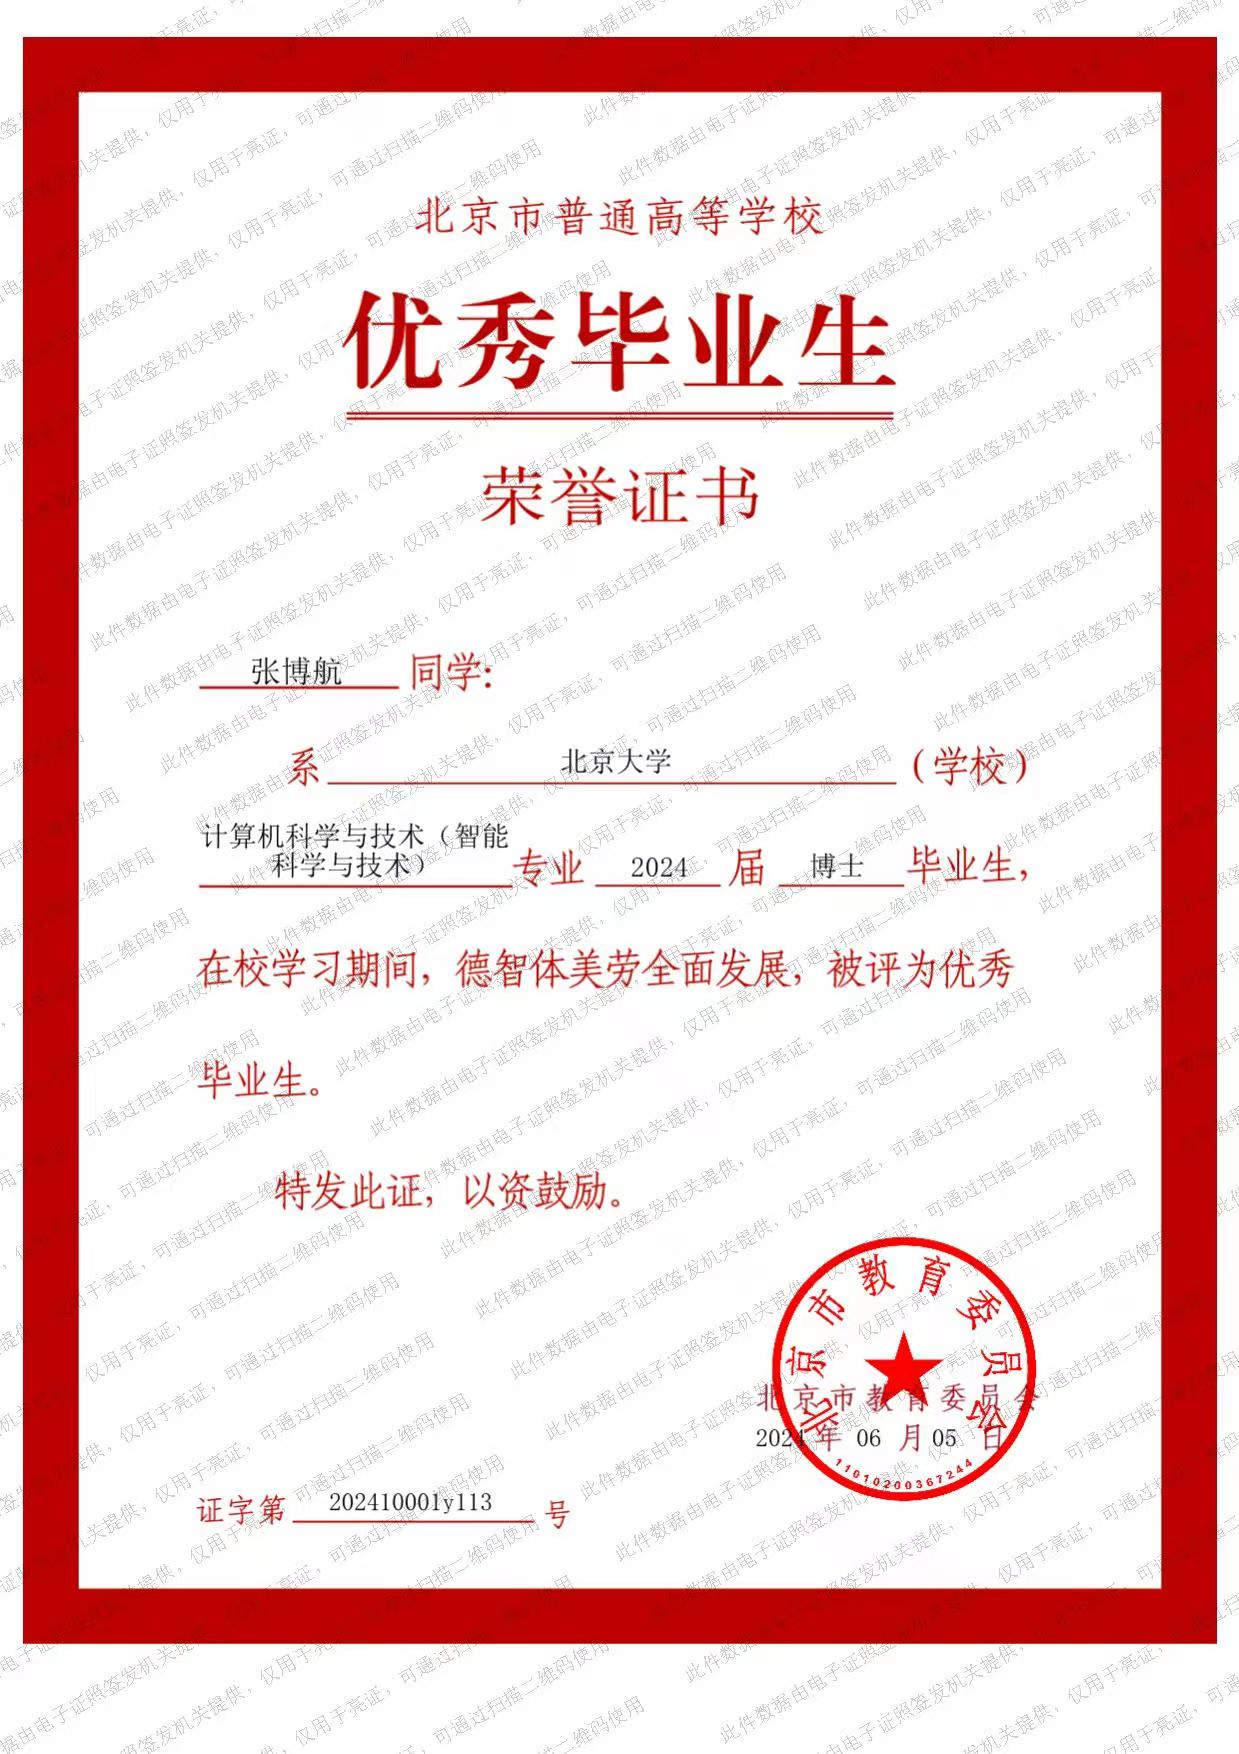 北京市普通高等学校
优秀毕业生
荣誉证书
张博航 同学:
系 北京大学 (学校)
计算机科学与技术（智能
科学与技术） 专业 2024 届 博士 毕业生，
在校学习期间，德智体美劳全面发展，被评为优秀
毕业生。
特发此证，以资鼓励。
北京市教育委员会
北京市教育委员会
2024 年 06 月 05 日
11010200367244
证字第 202410001y113 号
此件数据由电子证照签发机关提供，仅用于亮证，可通过扫描二维码使用